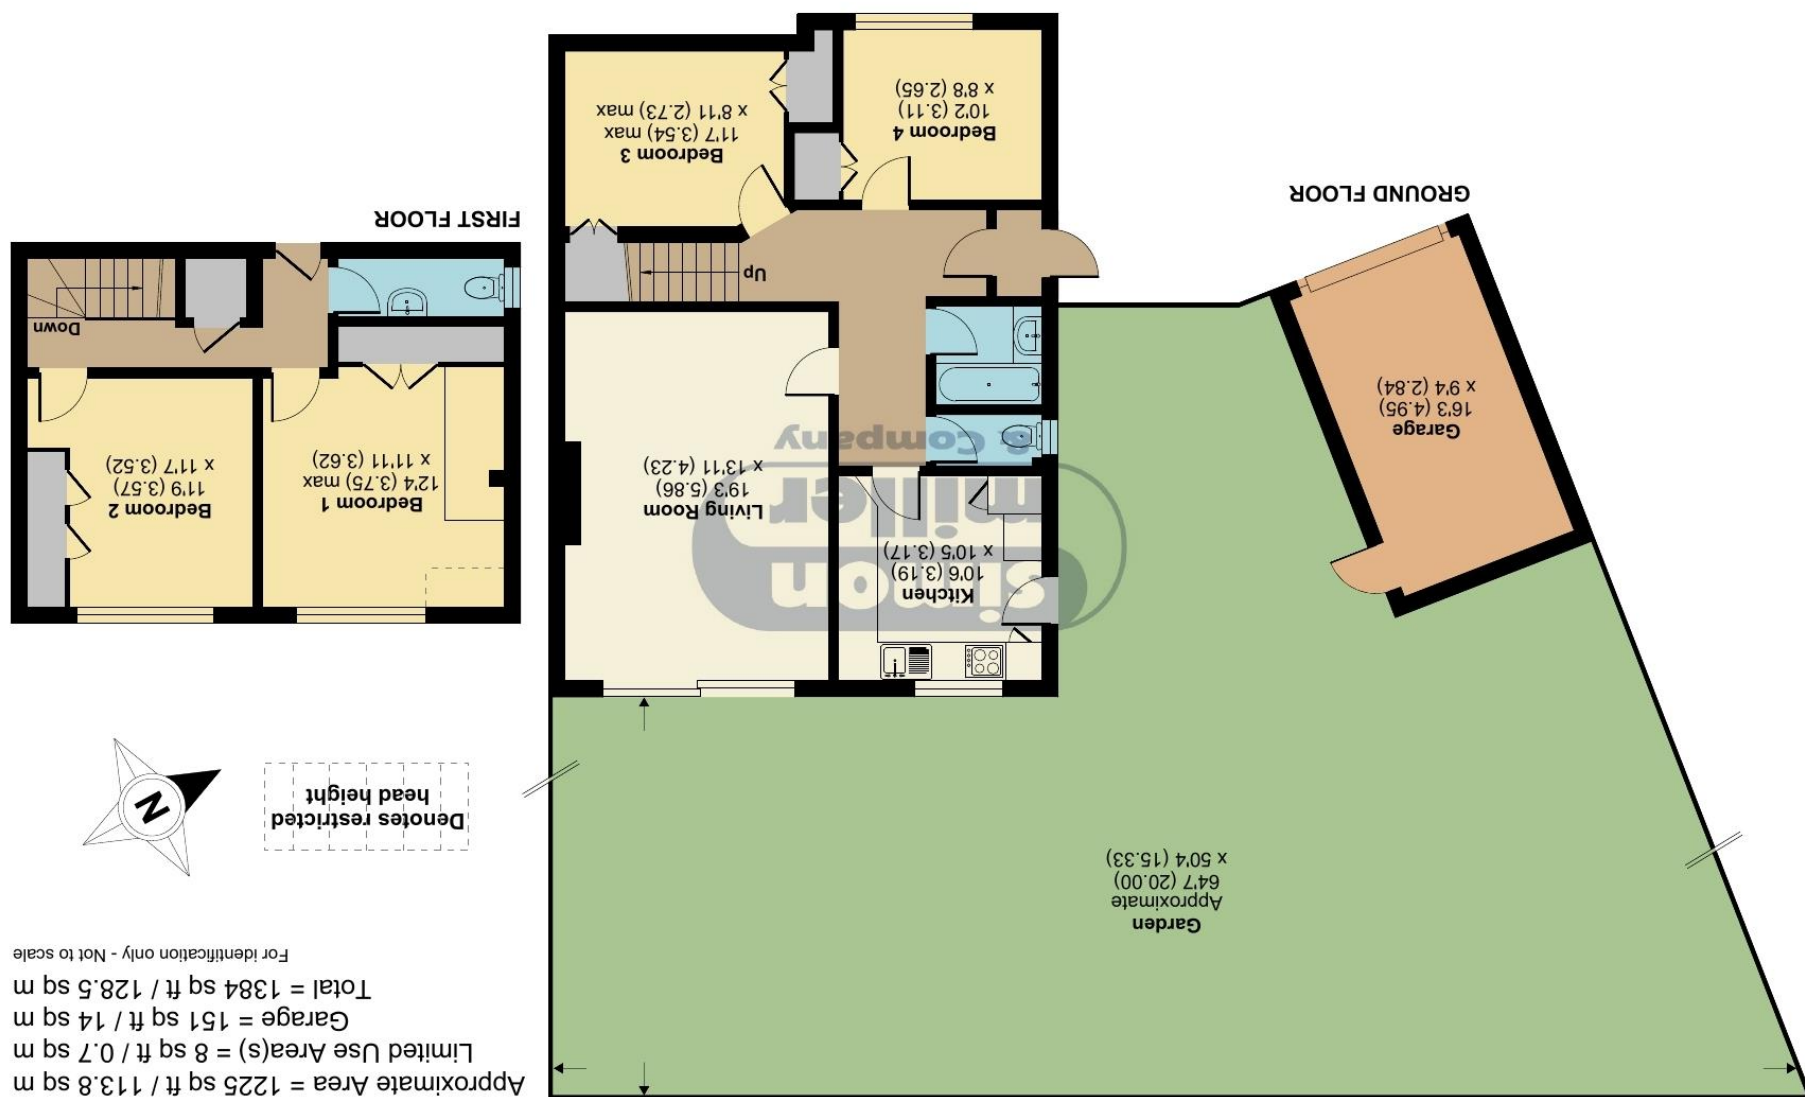 Approximate Area = 1225 sq ft / 113.8 sq m
Limited Use Area(s) = 8 sq ft / 0.7 sq m
Garage = 151 sq ft / 14 sq m
Total = 1384 sq ft / 128.5 sq m
For identification only - Not to scale
Garden
Approximate
64'7 (20.00)
x 50'4 (15.33)
Denotes restricted
head height
N
Kitchen
10'6 (3.19)
x 10'5 (3.17)
Living Room
19'3 (5.86)
x 13'11 (4.23)
simon
miller
& Company
Garage
16'3 (4.95)
x 9'4 (2.84)
GROUND FLOOR
Up
Bedroom 4
10'2 (3.11)
x 8'8 (2.65)
Bedroom 3
11'7 (3.54) max
x 8'11 (2.73) max
Bedroom 1
12'4 (3.75) max
x 11'11 (3.62)
Bedroom 2
11'9 (3.57)
x 11'7 (3.52)
Down
FIRST FLOOR